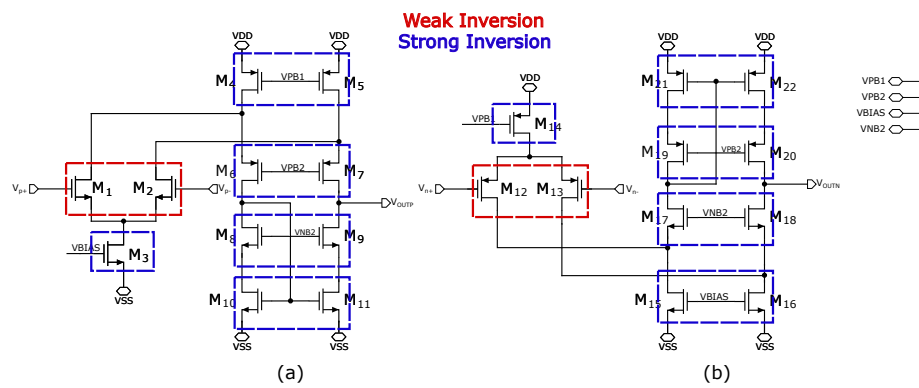 Weak Inversion
Strong Inversion
VDD
VDD
VDD
VDD
M4
VPB1
M5
M21
M22
VDD
VPB1
VPB2
VBIAS
VNB2
VPB1
M14
M6
VPB2
M7
M19
VPB2
M20
Vp+
M1
M2
Vp-
Vn+
M12
M13
Vn-
VOUTP
VOUTN
M8
VNB2
M9
M17
VNB2
M18
VBIAS
M3
VSS
M10
M11
M15
VBIAS
M16
VSS
VSS
VSS
VSS
(a)
(b)